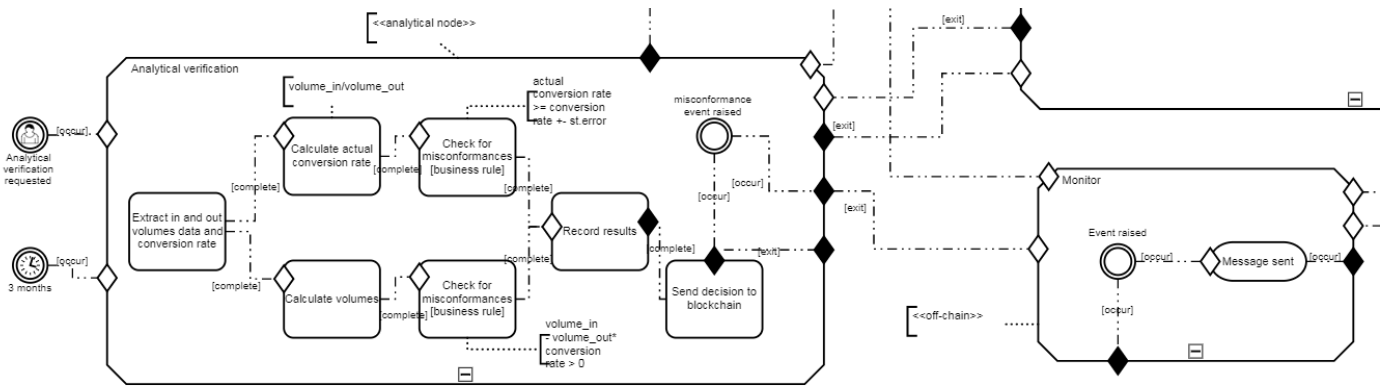 <<analytical node>>
[exit]
Analytical verification
volume_in/volume_out
actual
conversion rate
>= conversion
rate +- st.error
misconformance
event raised
[occur]
Analytical
verification
requested
Calculate actual
conversion rate
[complete]
Check for
misconformances
[business rule]
[complete]
[exit]
[complete]
[occur]
[occur]
[exit]
Monitor
Extract in and out
volumes data and
conversion rate
Record results
[complete]
[exit]
Event raised
[occur]
Message sent
[occur]
[occur]
3 months
[complete]
Calculate volumes
[complete]
Check for
misconformances
[business rule]
[complete]
Send decision to
blockchain
[occur]
<<off-chain>>
volume_in
- volume_out*
conversion
rate > 0